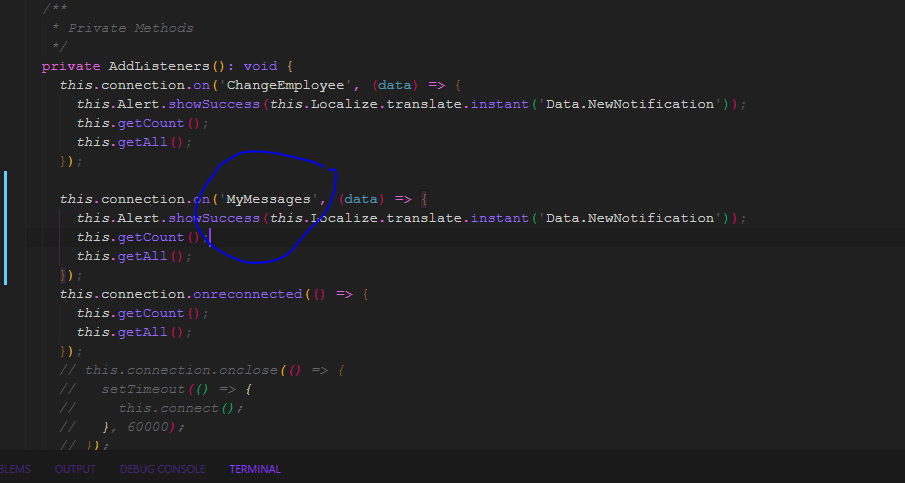 /**
* Private Methods
*/
private AddListeners(): void {
this.connection.on('ChangeEmployee', (data) => {
this.Alert.showSuccess(this.Localize.translate.instant('Data.NewNotification'));
this.getCount();
this.getAll();
});
this.connection.on('MyMessages', (data) => {
this.Alert.showSuccess(this.Localize.translate.instant('Data.NewNotification'));
this.getCount();
this.getAll();
});
this.connection.onreconnected(() => {
this.getCount();
this.getAll();
});
// this.connection.onclose(() => {
//   setTimeout(() => {
//     this.connect();
//   }, 60000);
// });
BLEMS OUTPUT DEBUG CONSOLE TERMINAL